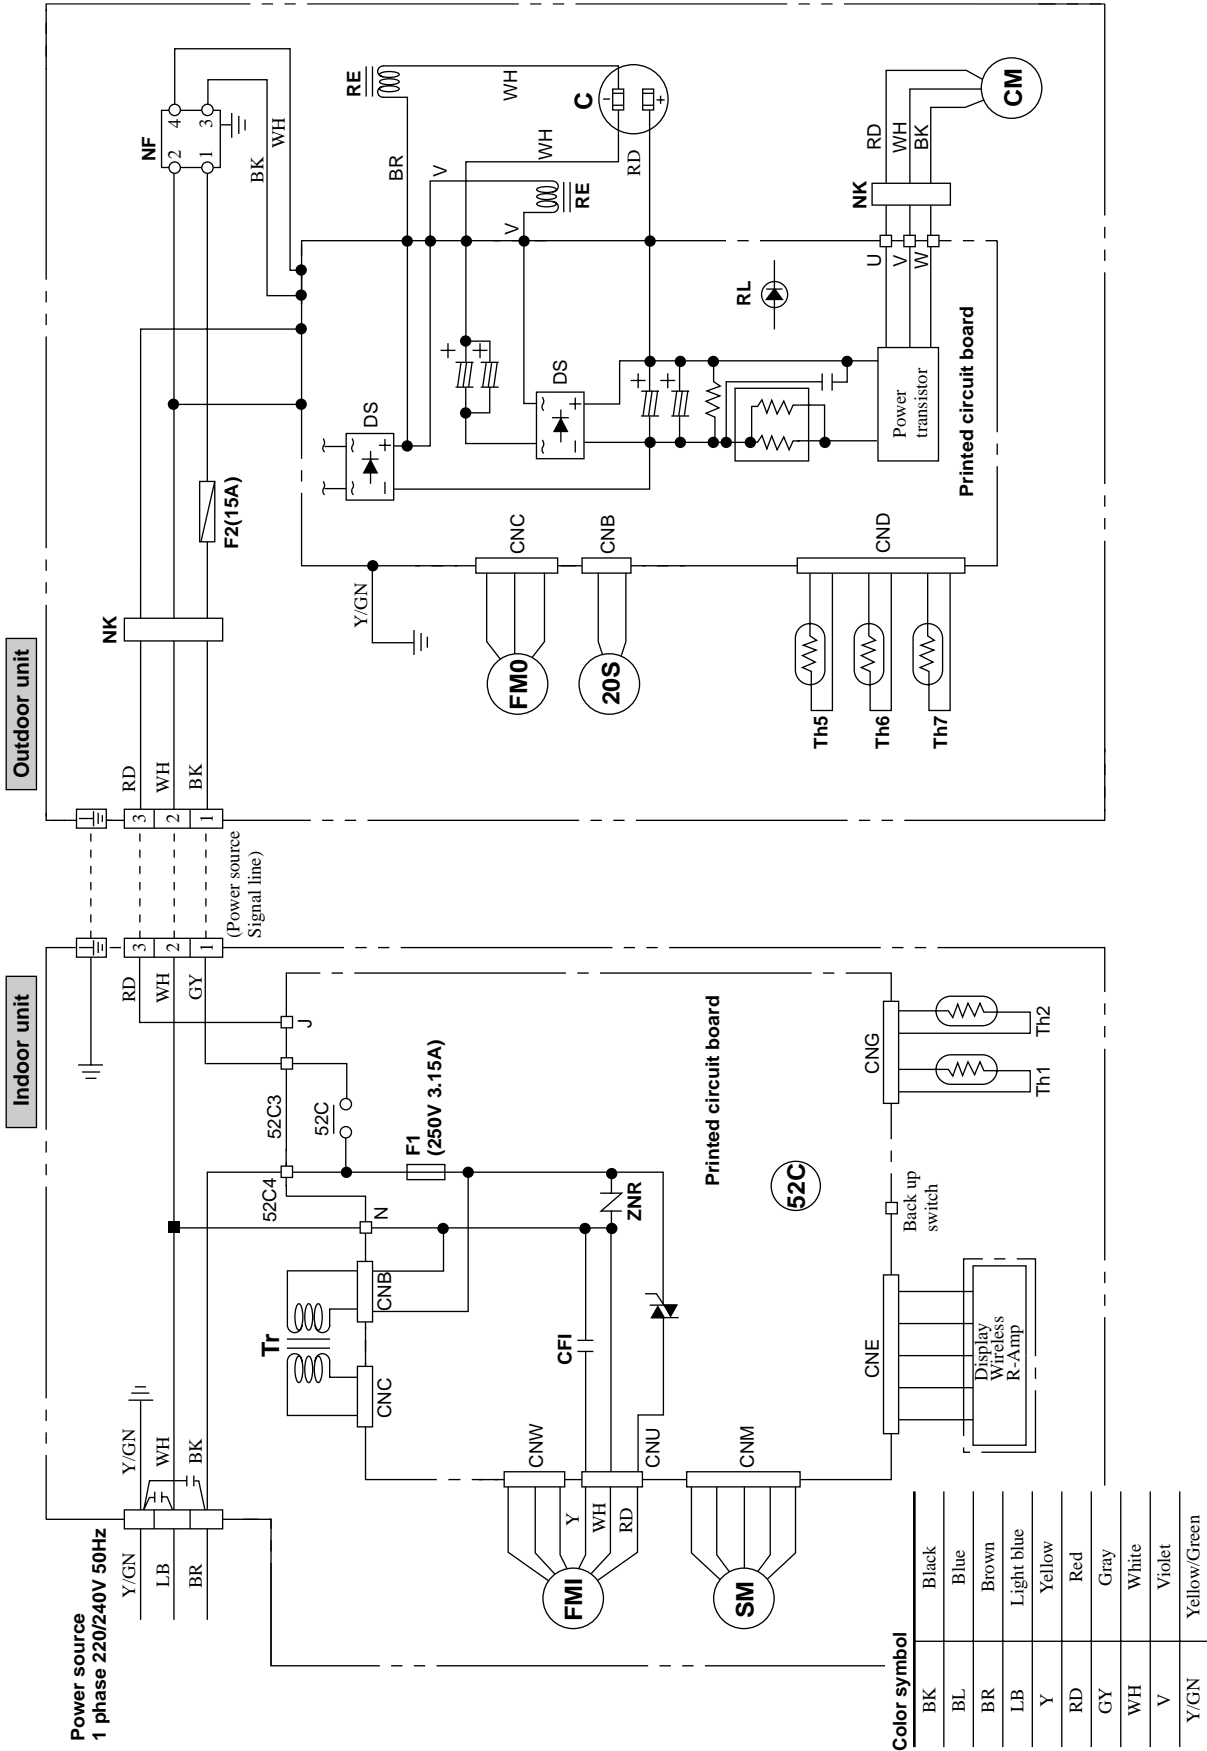 Indoor unit
Outdoor unit
Power source
1 phase 220/240V 50Hz
Y/GN
LB
BR
Y/GN
WH
BK
Tr
CNC
CNB
N
52C4
52C3
52C
J
RD
WH
GY
3
2
1
(Power source
Signal line)
F1
(250V 3.15A)
ZNR
CFI
CNW
CNU
CNM
Y
WH
RD
FMI
SM
Printed circuit board
52C
CNE
Display
Wireless
R-Amp
Back up
switch
CNG
Th1
Th2
3
2
1
RD
WH
BK
NK
F2(15A)
NF
2
4
1
3
BK
WH
Y/GN
FM0
CNC
20S
CNB
CND
Th5
Th6
Th7
DS
~
~
−
+
DS
~
~
−
+
+
+
+
+
BR
V
V
WH
WH
RD
RE
RE
C
−
+
RL
Printed circuit board
Power
transistor
U
V
W
NK
RD
WH
BK
CM
Color symbol
BK Black
BL Blue
BR Brown
LB Light blue
Y Yellow
RD Red
GY Gray
WH White
V Violet
Y/GN Yellow/Green